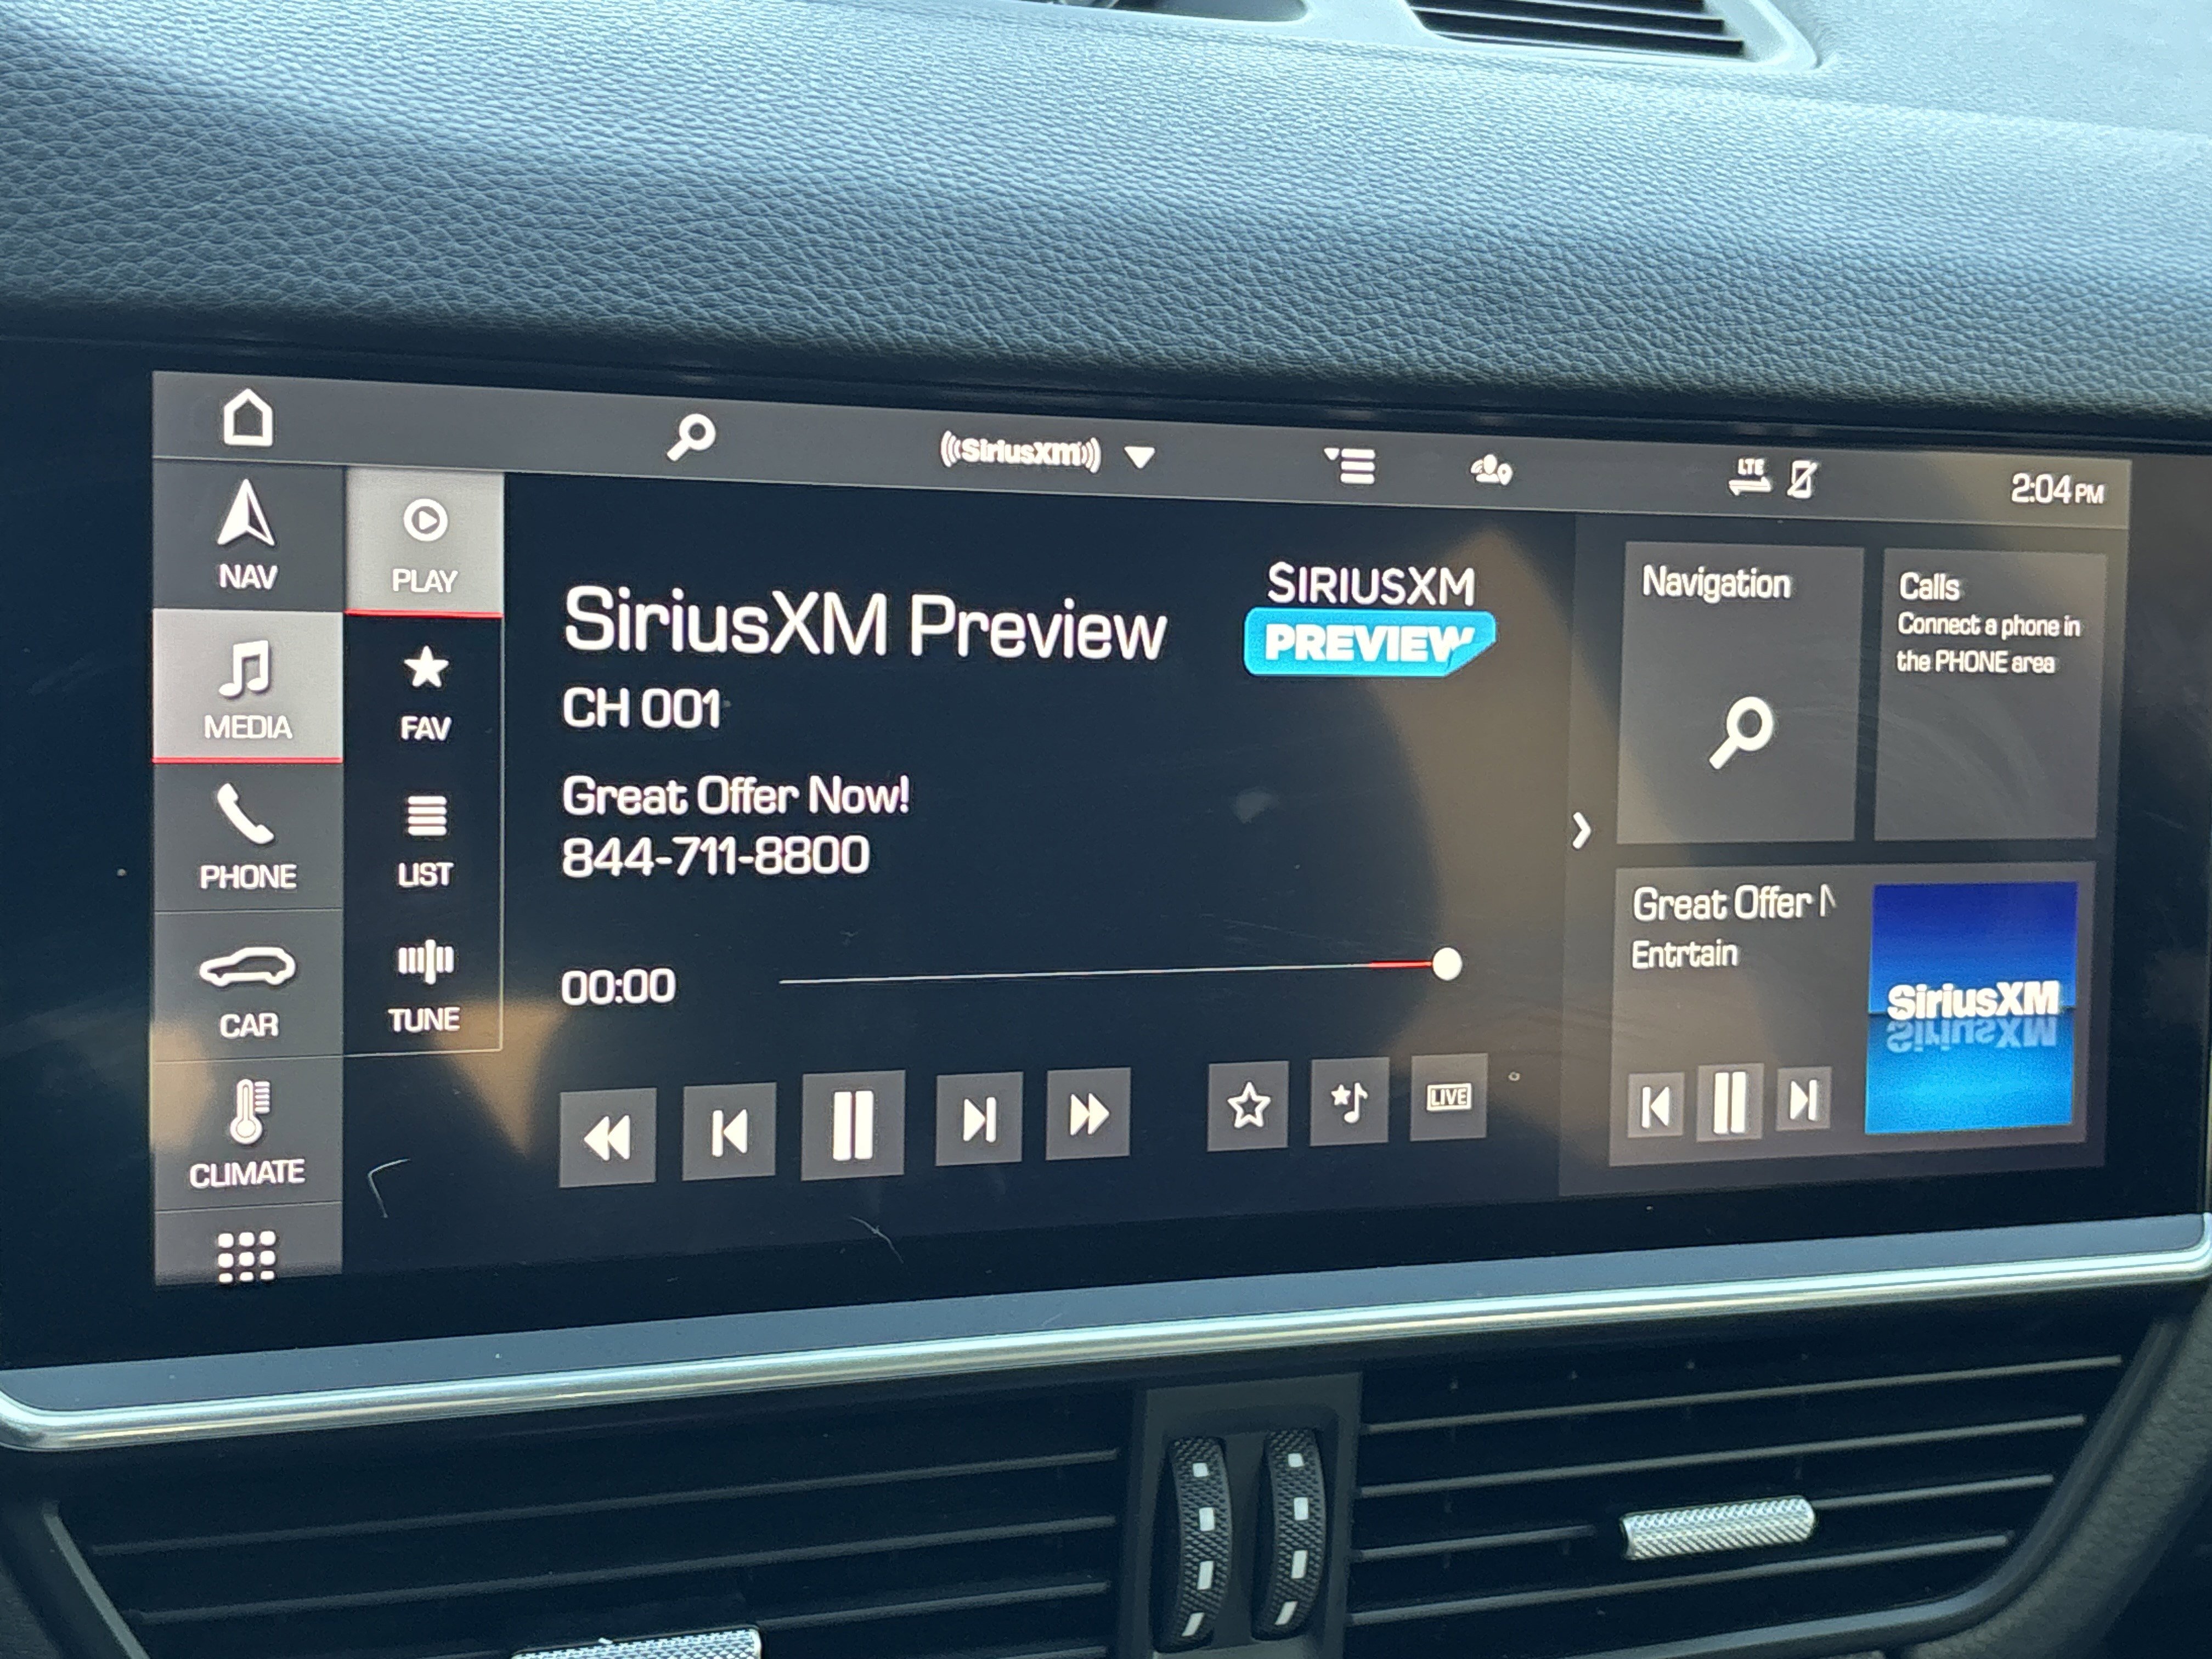 SiriusXM
LTE
2:04 PM
NAV
MEDIA
PHONE
CAR
CLIMATE
PLAY
FAV
LIST
TUNE
SiriusXM Preview
CH 001
Great Offer Now!
844-711-8800
SIRIUSXM
PREVIEW
00:00
LIVE
Navigation
Calls
Connect a phone in
the PHONE area
Great Offer
Entrtain
SiriusXM